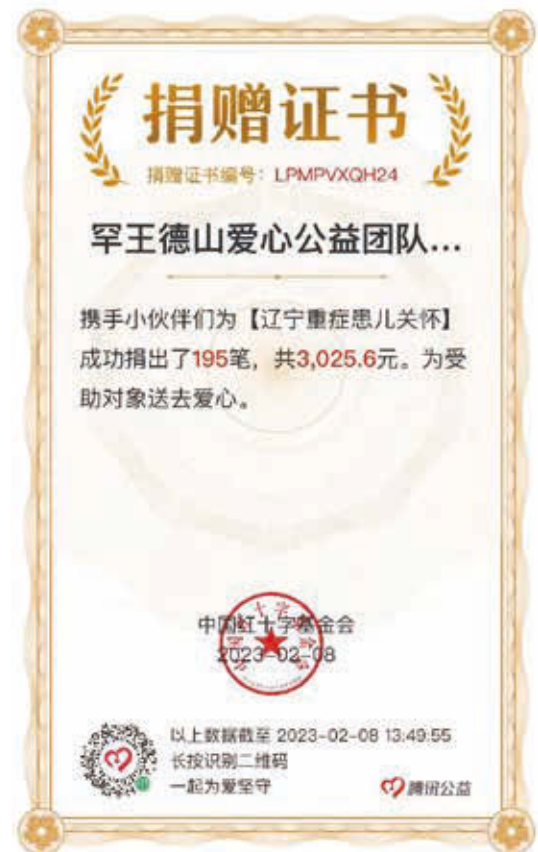 捐赠证书
捐赠证书编号：LPMPVXQH24
罕王德山爱心公益团队...
携手小伙伴们为【辽宁重症患儿关怀】
成功捐出了195笔，共3,025.6元。为受
助对象送去爱心。
中国红十字基金会
2023-02-08
以上数据截至 2023-02-08 13:49:55
长按识别二维码
一起为爱坚守
腾讯公益